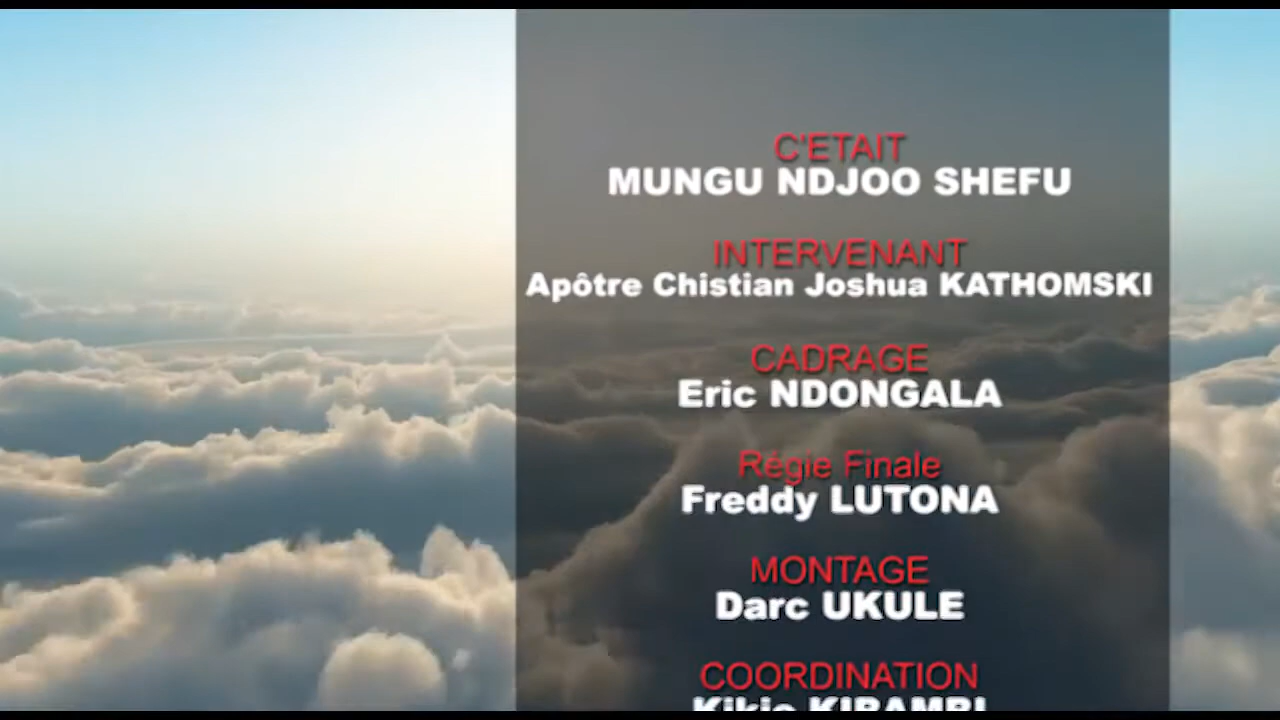 C'ETAIT
MUNGU NDJOO SHEFU
INTERVENANT
Apôtre Chistian Joshua KATHOMSKI
CADRAGE
Eric NDONGALA
Régie Finale
Freddy LUTONA
MONTAGE
Darc UKULE
COORDINATION